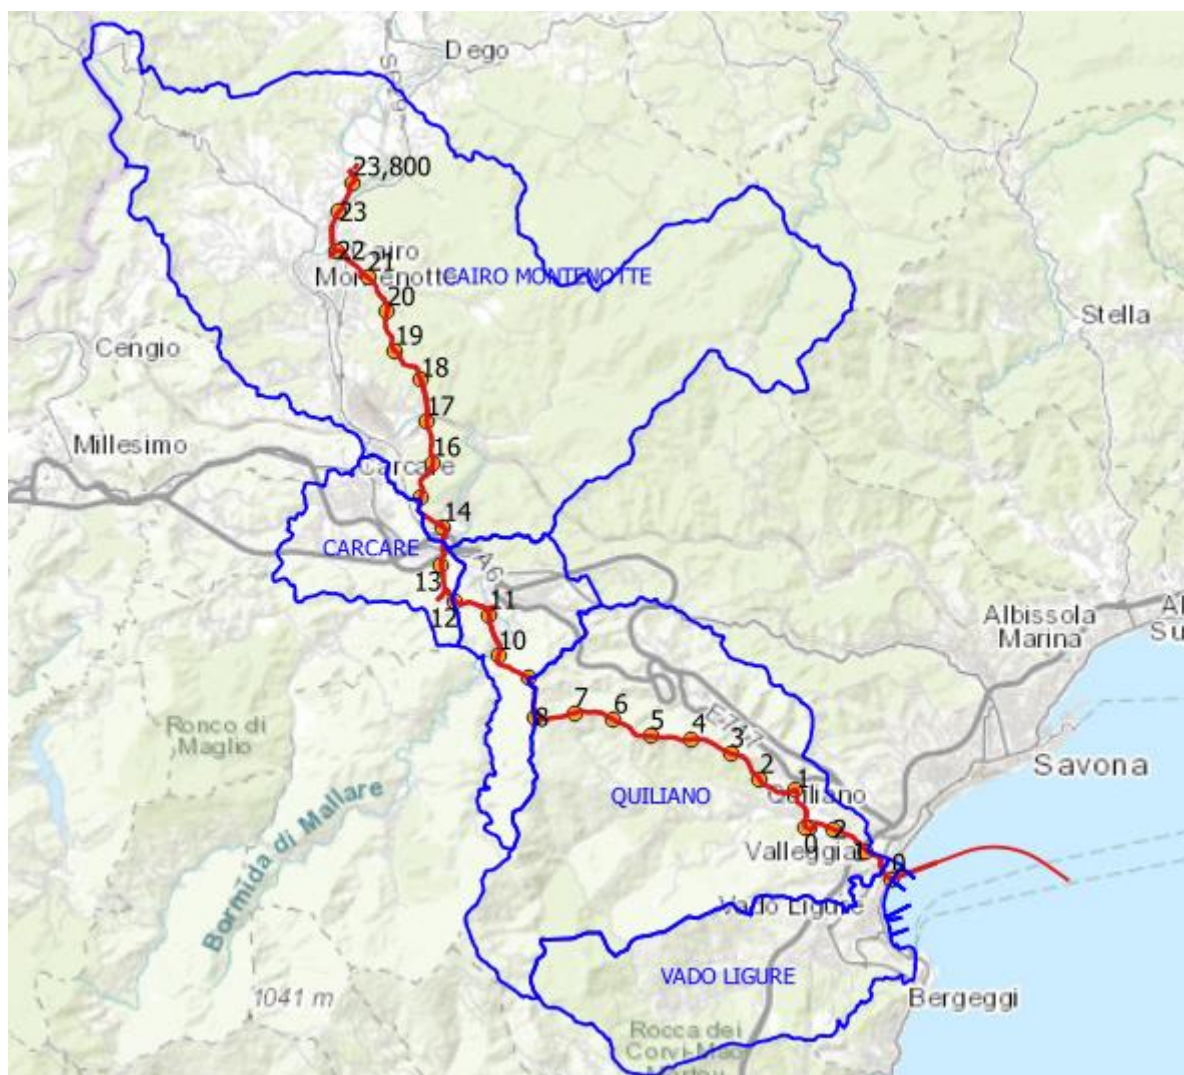 Dego
23,800
23
22
Cairo
Montenotte
21
CAIRO MONTENOTTE
20
Stella
Cengio
19
18
17
Millesimo
16
Carcare
14
CARCARE
A6
13
12
11
Albissola
Marina
10
Ronco di
Maglio
8
7
6
5
4
3
E-717
2
1
Savona
QUILIANO
Quiliano
0
2
Valleggia
1
0
Bormida di Mallare
Vado Ligure
VADO LIGURE
1041 m
Bergeggi
Rocca dei